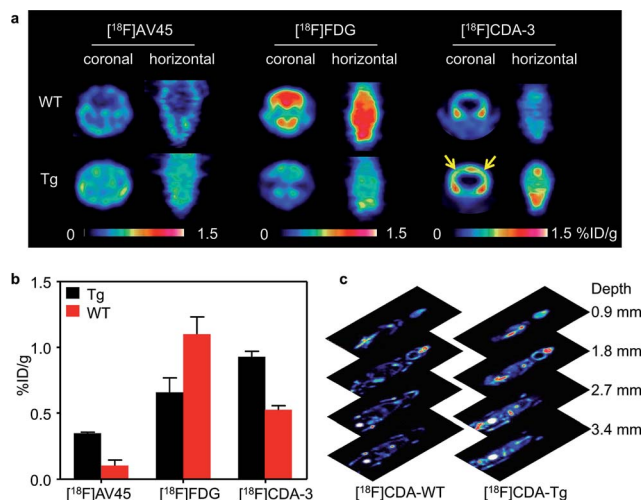 a
[¹⁸F]AV45 [¹⁸F]FDG [¹⁸F]CDA-3
coronal horizontal coronal horizontal coronal horizontal
WT
Tg
0 1.5 0 1.5 0 1.5 %ID/g
b
Tg
WT
%ID/g
1.5
1.0
0.5
0.0
[¹⁸F]AV45 [¹⁸F]FDG [¹⁸F]CDA-3
c
Depth
0.9 mm
1.8 mm
2.7 mm
3.4 mm
[¹⁸F]CDA-WT [¹⁸F]CDA-Tg